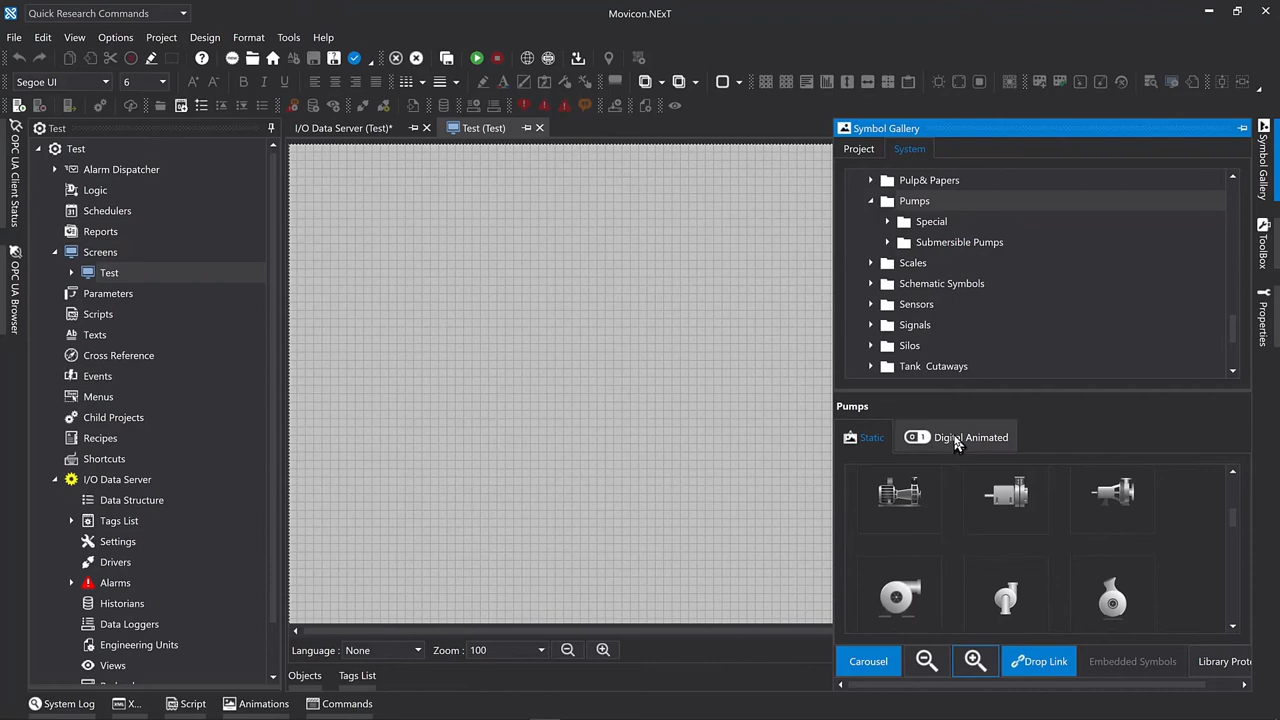 Quick Research Commands
Movicon.NExT
File Edit View Options Project Design Format Tools Help
Segoe UI 6
Test
I/O Data Server (Test)*
Test (Test)
Symbol Gallery
OPC UA Client Status
OPC UA Browser
Test
Alarm Dispatcher
Logic
Schedulers
Reports
Screens
Test
Parameters
Scripts
Texts
Cross Reference
Events
Menus
Child Projects
Recipes
Shortcuts
I/O Data Server
Data Structure
Tags List
Settings
Drivers
Alarms
Historians
Data Loggers
Engineering Units
Views
Project System
Pulp& Papers
Pumps
Special
Submersible Pumps
Scales
Schematic Symbols
Sensors
Signals
Silos
Tank Cutaways
Pumps
Static
Digital Animated
Carousel
Drop Link
Embedded Symbols
Symbol Gallery
ToolBox
Properties
Language : None Zoom : 100
Objects Tags List
System Log X... Script Animations Commands